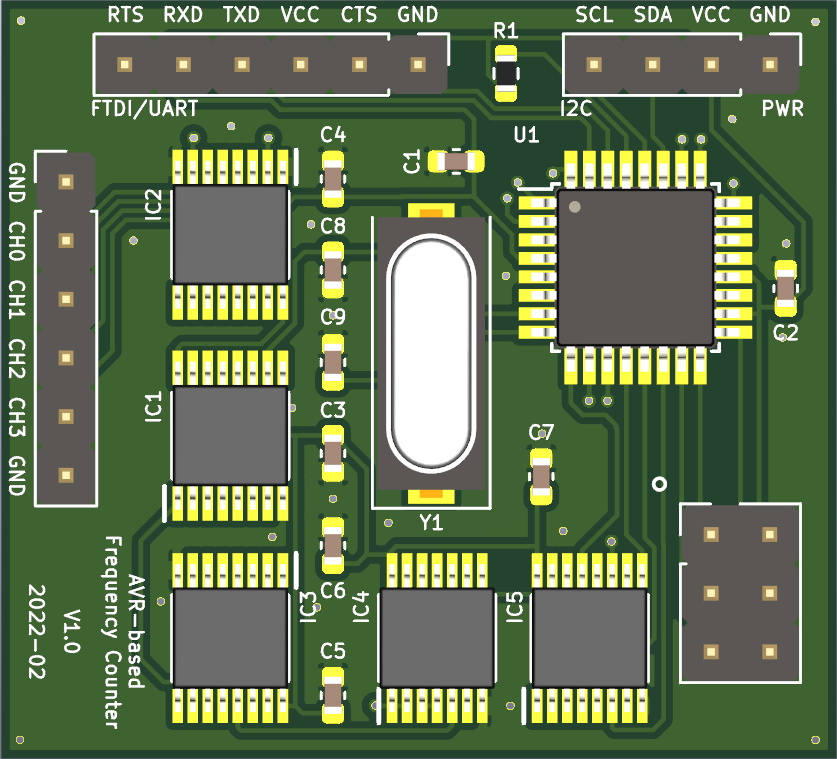 RTS RXD TXD VCC CTS GND
SCL SDA VCC GND
R1
FTDI/UART
I2C
PWR
U1
C4
C1
GND
CH0
CH1
CH2
CH3
GND
IC2
C8
C9
C2
IC1
C3
C7
Y1
C6
IC3
IC4
IC5
C5
AVR-based
Frequency Counter
V1.0
2022-02